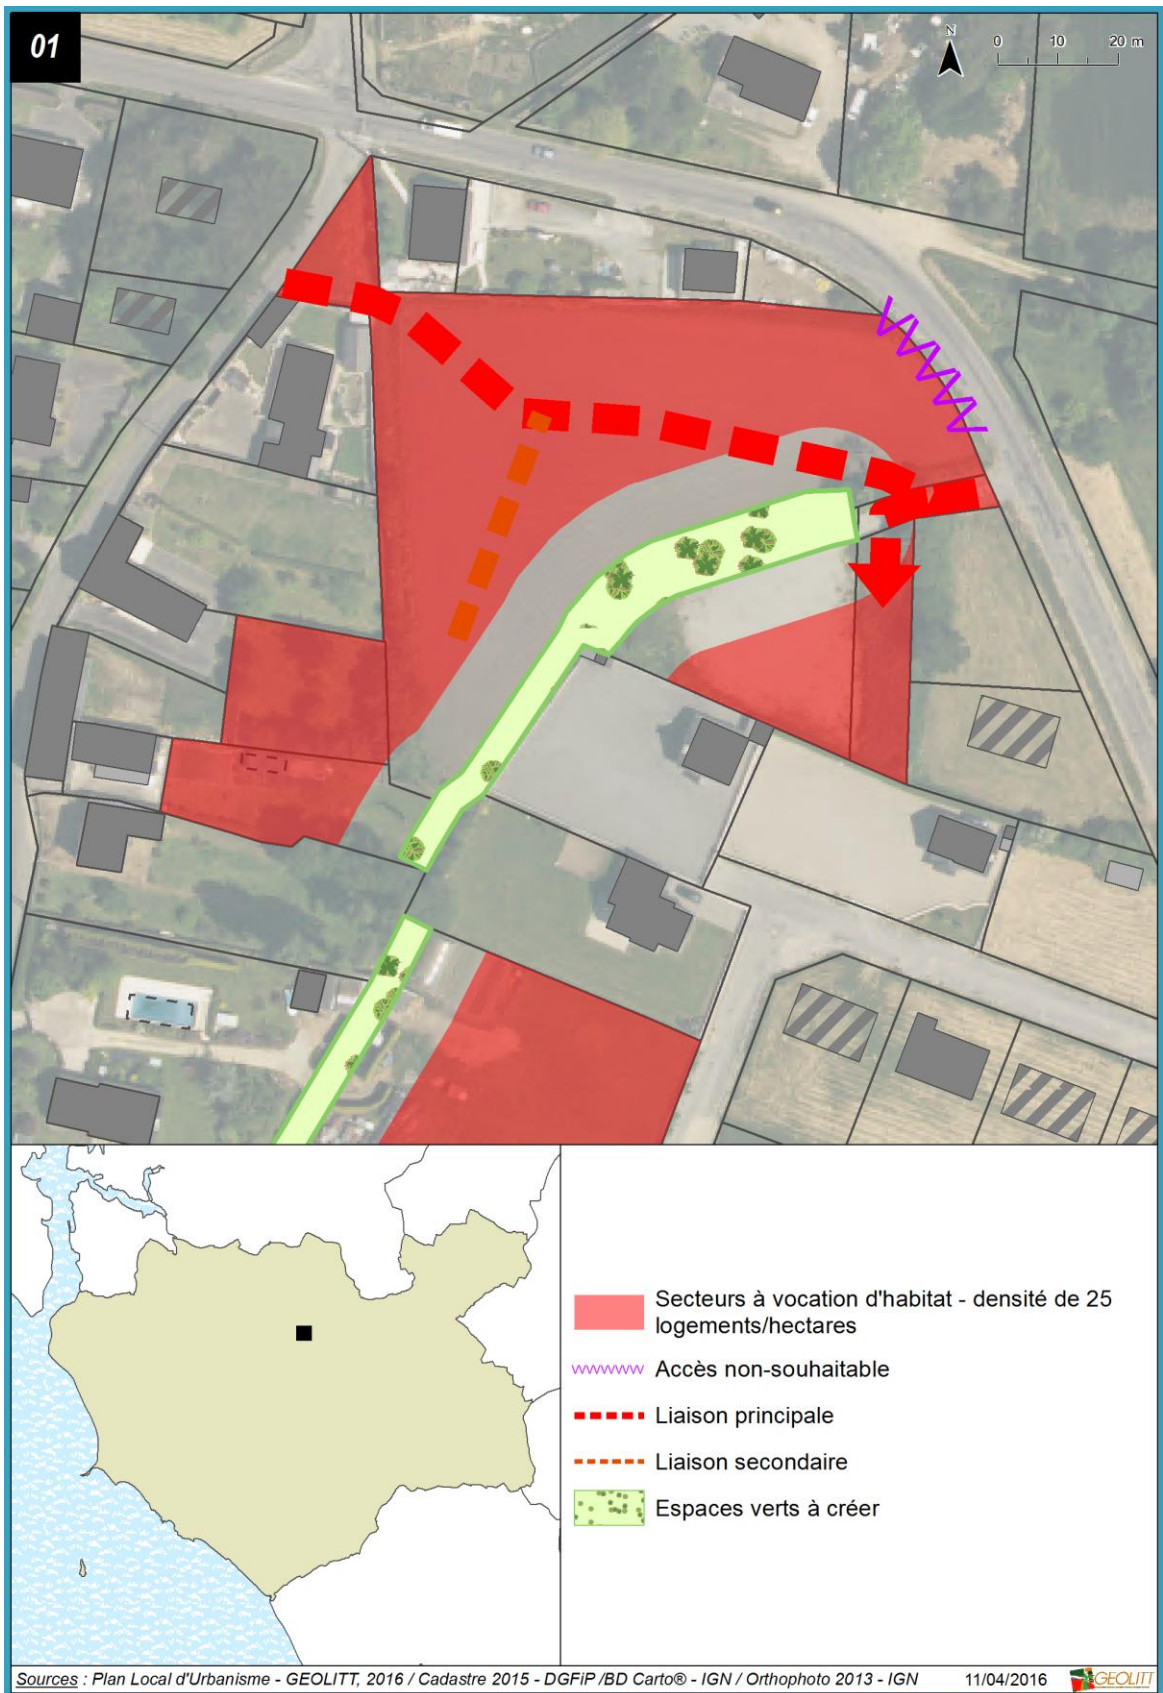 01
N
0 10 20 m
Secteurs à vocation d'habitat - densité de 25
logements/hectares
Accès non-souhaitable
Liaison principale
Liaison secondaire
Espaces verts à créer
Sources : Plan Local d'Urbanisme - GEOLITT, 2016 / Cadastre 2015 - DGFiP /BD Carto® - IGN / Orthophoto 2013 - IGN 11/04/2016 GEOLITT